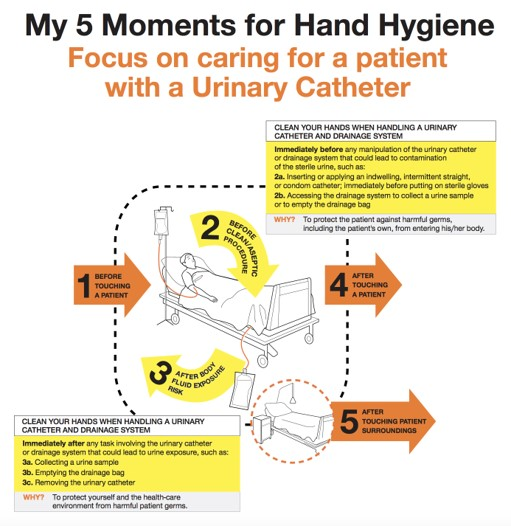 My 5 Moments for Hand Hygiene
Focus on caring for a patient
with a Urinary Catheter
CLEAN YOUR HANDS WHEN HANDLING A URINARY
CATHETER AND DRAINAGE SYSTEM
Immediately before any manipulation of the urinary catheter
or drainage system that could lead to contamination
of the sterile urine, such as:
2a. Inserting or applying an indwelling, intermittent straight,
or condom catheter; immediately before putting on sterile gloves
2b. Accessing the drainage system to collect a urine sample
or to empty the drainage bag
WHY? To protect the patient against harmful germs,
including the patient's own, from entering his/her body.
2
BEFORE
CLEAN/ASEPTIC
PROCEDURE
1
BEFORE
TOUCHING
A PATIENT
4
AFTER
TOUCHING
A PATIENT
3
AFTER BODY
FLUID EXPOSURE
RISK
5
AFTER
TOUCHING PATIENT
SURROUNDINGS
CLEAN YOUR HANDS WHEN HANDLING A URINARY
CATHETER AND DRAINAGE SYSTEM
Immediately after any task involving the urinary catheter
or drainage system that could lead to urine exposure, such as:
3a. Collecting a urine sample
3b. Emptying the drainage bag
3c. Removing the urinary catheter
WHY? To protect yourself and the health-care
environment from harmful patient germs.